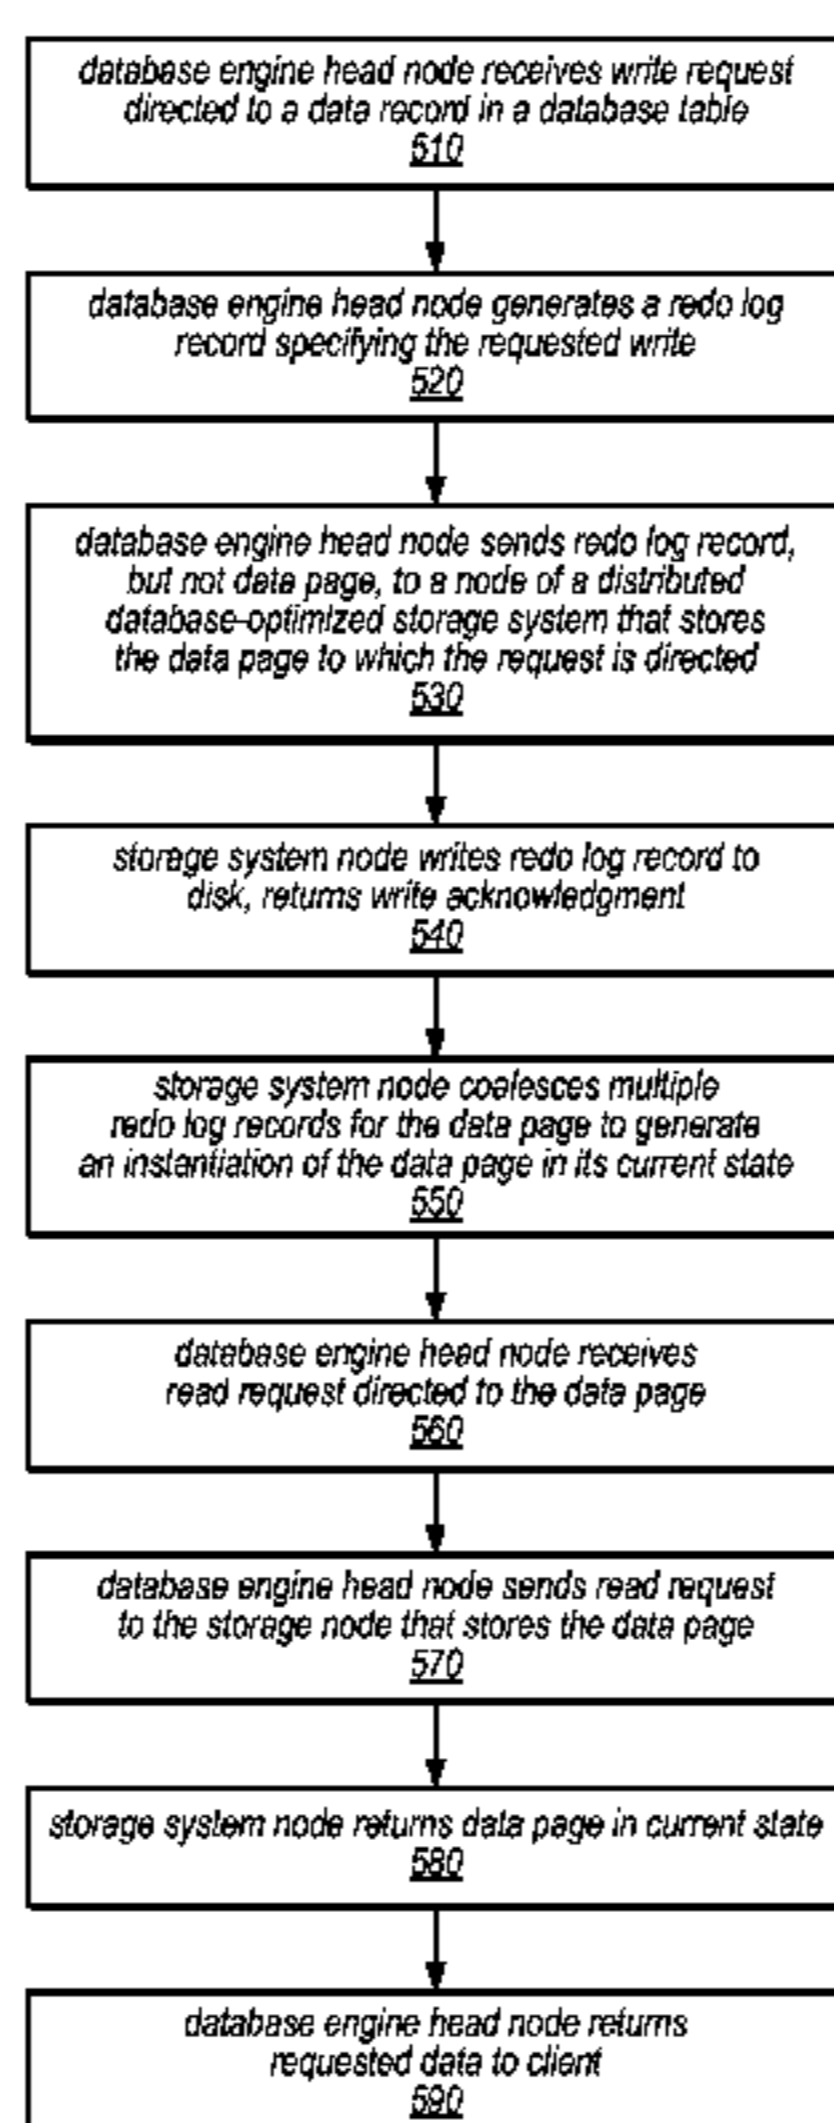 database engine head node receives write request
directed to a data record in a database table
510
database engine head node generates a redo log
record specifying the requested write
520
database engine head node sends redo log record,
but not data page, to a node of a distributed
database-optimized storage system that stores
the data page to which the request is directed
530
storage system node writes redo log record to
disk, returns write acknowledgment
540
storage system node coalesces multiple
redo log records for the data page to generate
an instantiation of the data page in its current state
550
database engine head node receives
read request directed to the data page
560
database engine head node sends read request
to the storage node that stores the data page
570
storage system node returns data page in current state
580
database engine head node returns
requested data to client
590